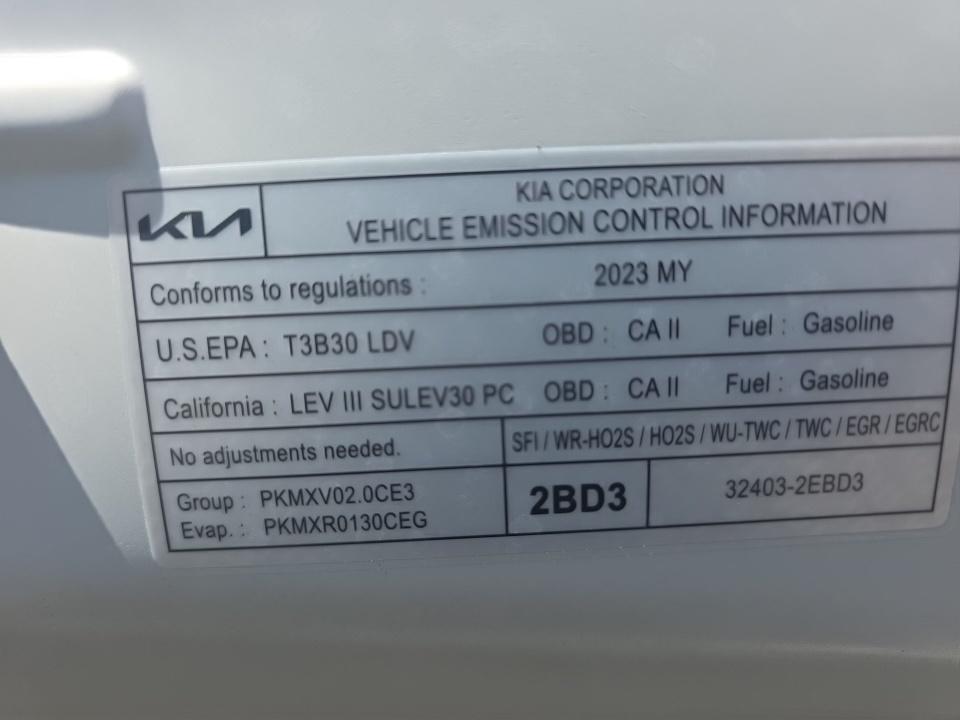 KIA
KIA CORPORATION
VEHICLE EMISSION CONTROL INFORMATION
Conforms to regulations : 2023 MY
U.S.EPA : T3B30 LDV OBD : CA II Fuel : Gasoline
California : LEV III SULEV30 PC OBD : CA II Fuel : Gasoline
No adjustments needed. SFI / WR-HO2S / HO2S / WU-TWC / TWC / EGR / EGRC
Group : PKMXV02.0CE3 2BD3 32403-2EBD3
Evap. : PKMXR0130CEG